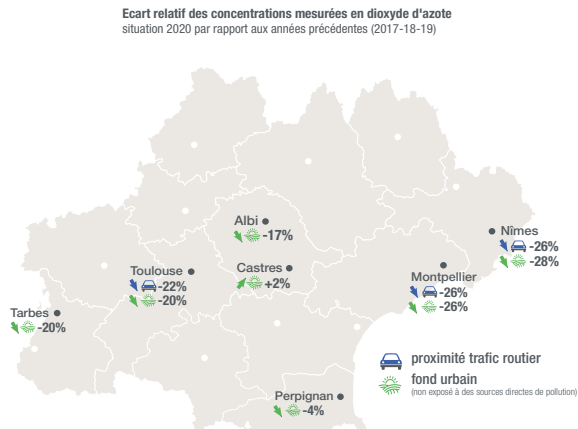 Ecart relatif des concentrations mesurées en dioxyde d'azote
situation 2020 par rapport aux années précédentes (2017-18-19)
Albi
-17%
Nîmes
-26%
-28%
Toulouse
-22%
-20%
Castres
+2%
Montpellier
-26%
-26%
Tarbes
-20%
proximité trafic routier
fond urbain
(non exposé à des sources directes de pollution)
Perpignan
-4%